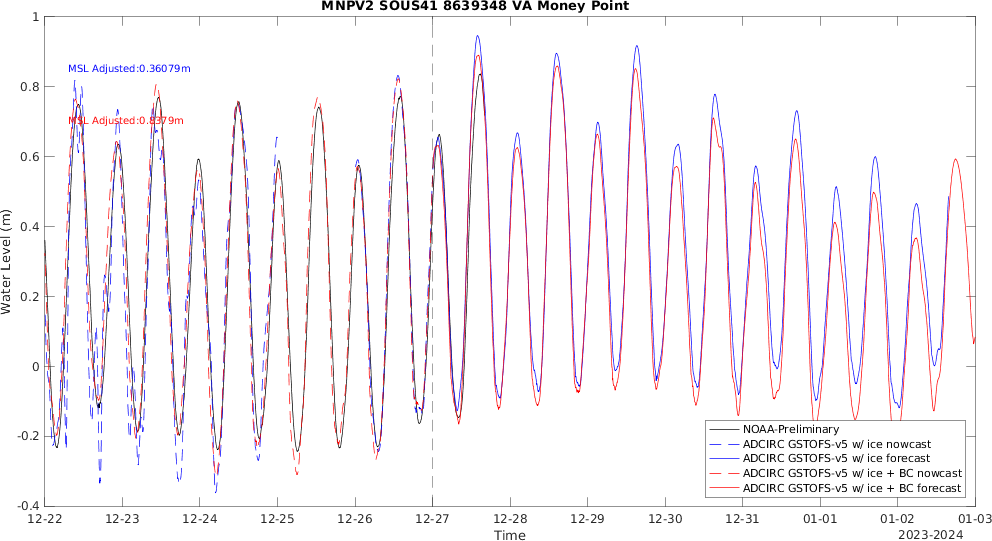 MNPV2 SOUS41 8639348 VA Money Point
1
0.8
0.6
0.4
0.2
0
-0.2
-0.4
Water Level (m)
MSL Adjusted:0.36079m
MSL Adjusted:0.8379m
NOAA-Preliminary
ADCIRC GSTOFS-v5 w/ ice nowcast
ADCIRC GSTOFS-v5 w/ ice forecast
ADCIRC GSTOFS-v5 w/ ice + BC nowcast
ADCIRC GSTOFS-v5 w/ ice + BC forecast
12-22 12-23 12-24 12-25 12-26 12-27 12-28 12-29 12-30 12-31 01-01 01-02 01-03
Time
2023-2024